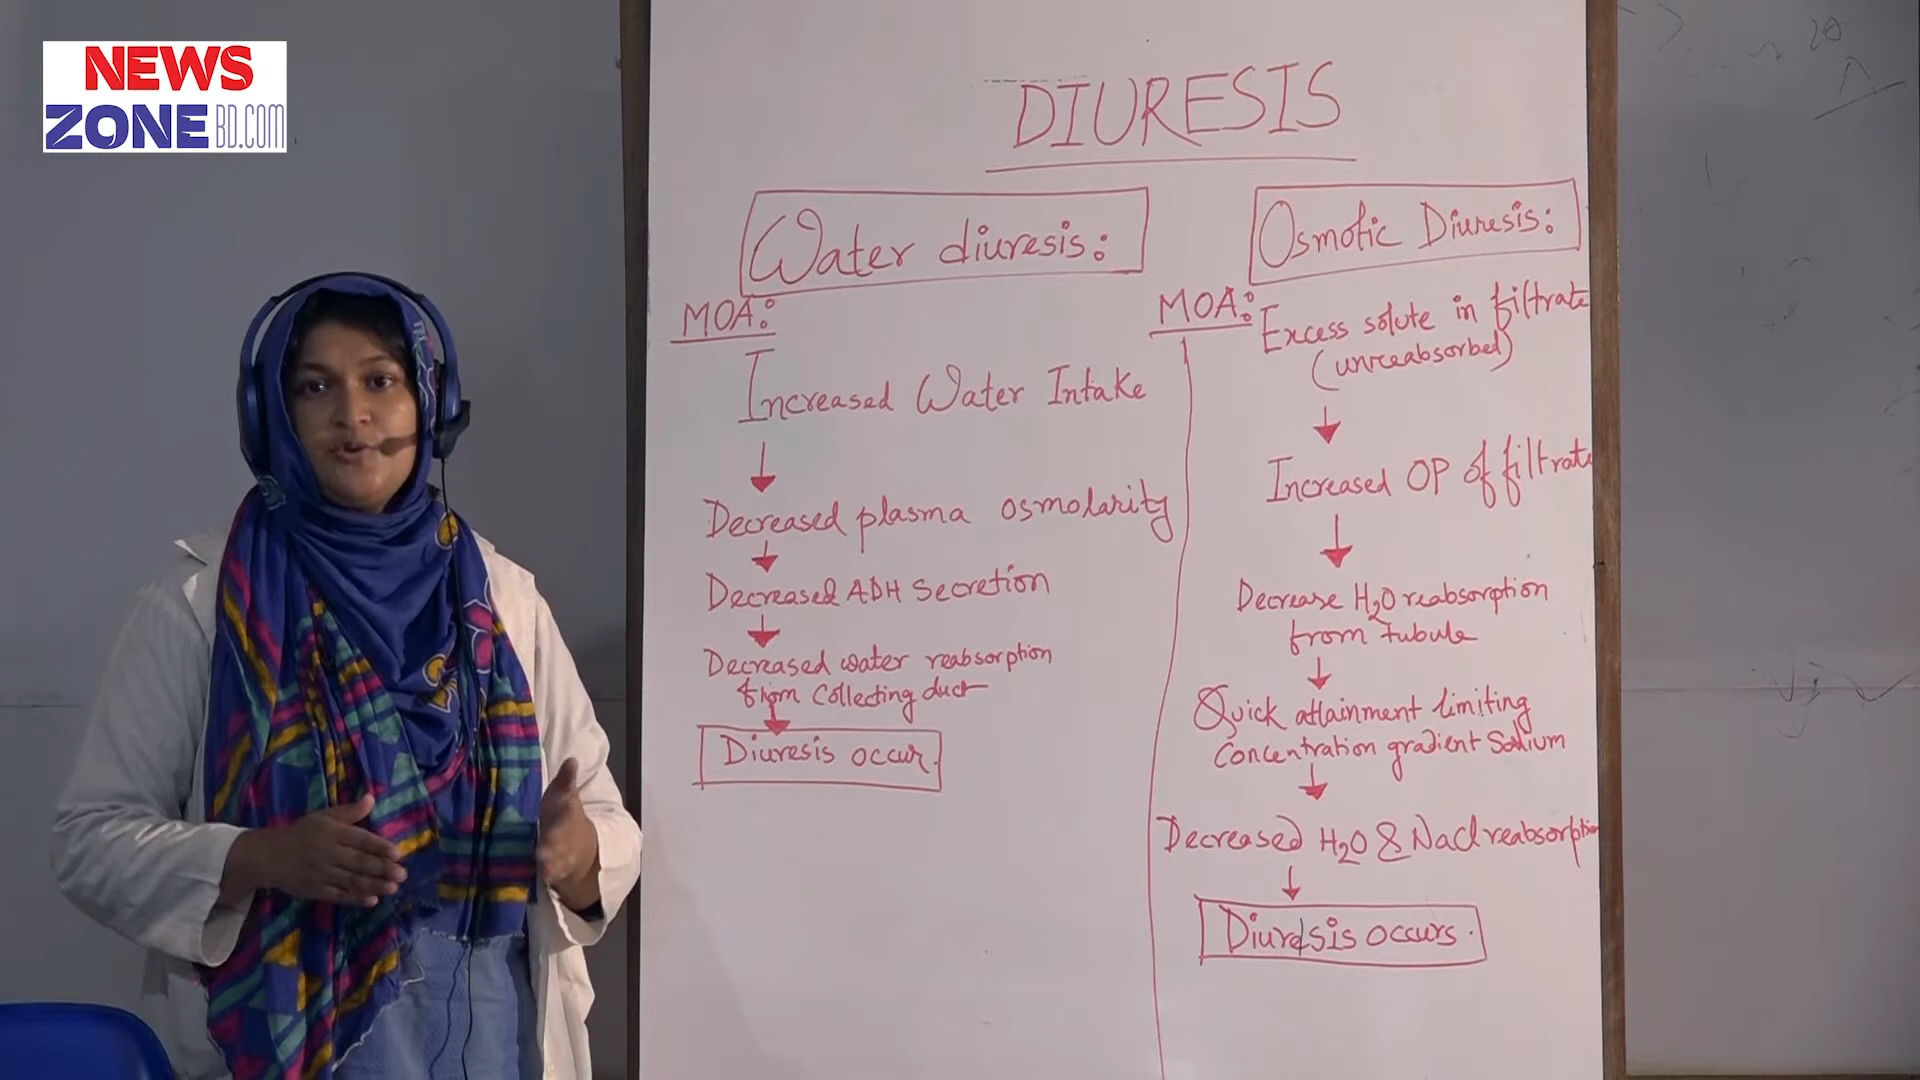 NEWS
ZONE BD.COM
DIURESIS
Water diuresis:
MOA:
Increased Water Intake
Decreased plasma osmolarity
Decreased ADH Secretion
Decreased water reabsorption
from Collecting duct
Diuresis occur.
Osmotic Diuresis:
MOA:
Excess solute in filtrate
(unreabsorbed)
Increased OP of filtrate
Decrease H₂O reabsorption
from tubule
Quick attainment limiting
Concentration gradient Sodium
Decreased H₂O & Nacl reabsorption
Diuresis occurs.